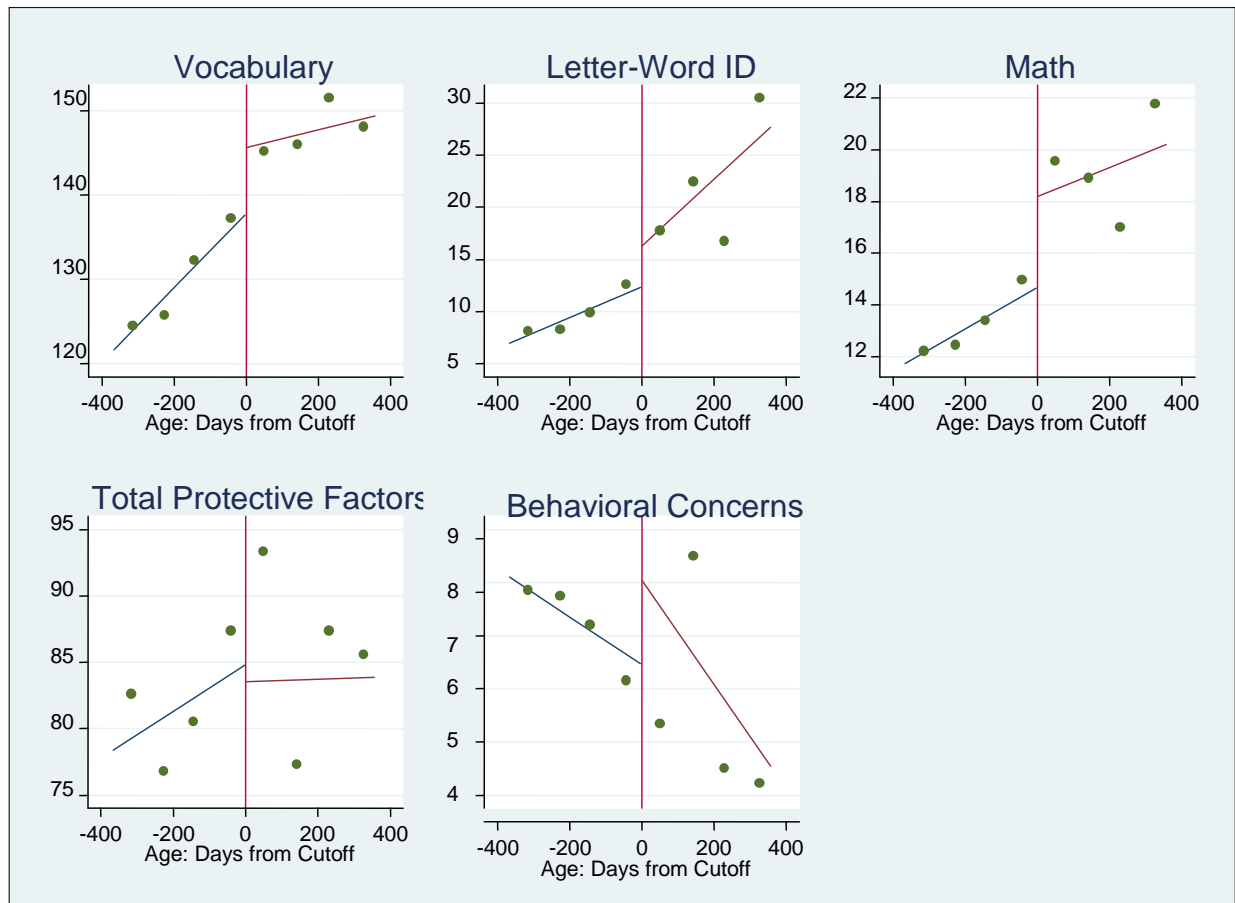 Vocabulary
150
140
130
120
-400 -200 0 200 400
Age: Days from Cutoff
Letter-Word ID
30
25
20
15
10
5
-400 -200 0 200 400
Age: Days from Cutoff
Math
22
20
18
16
14
12
-400 -200 0 200 400
Age: Days from Cutoff
Total Protective Factors
95
90
85
80
75
-400 -200 0 200 400
Age: Days from Cutoff
Behavioral Concerns
9
8
7
6
5
4
-400 -200 0 200 400
Age: Days from Cutoff